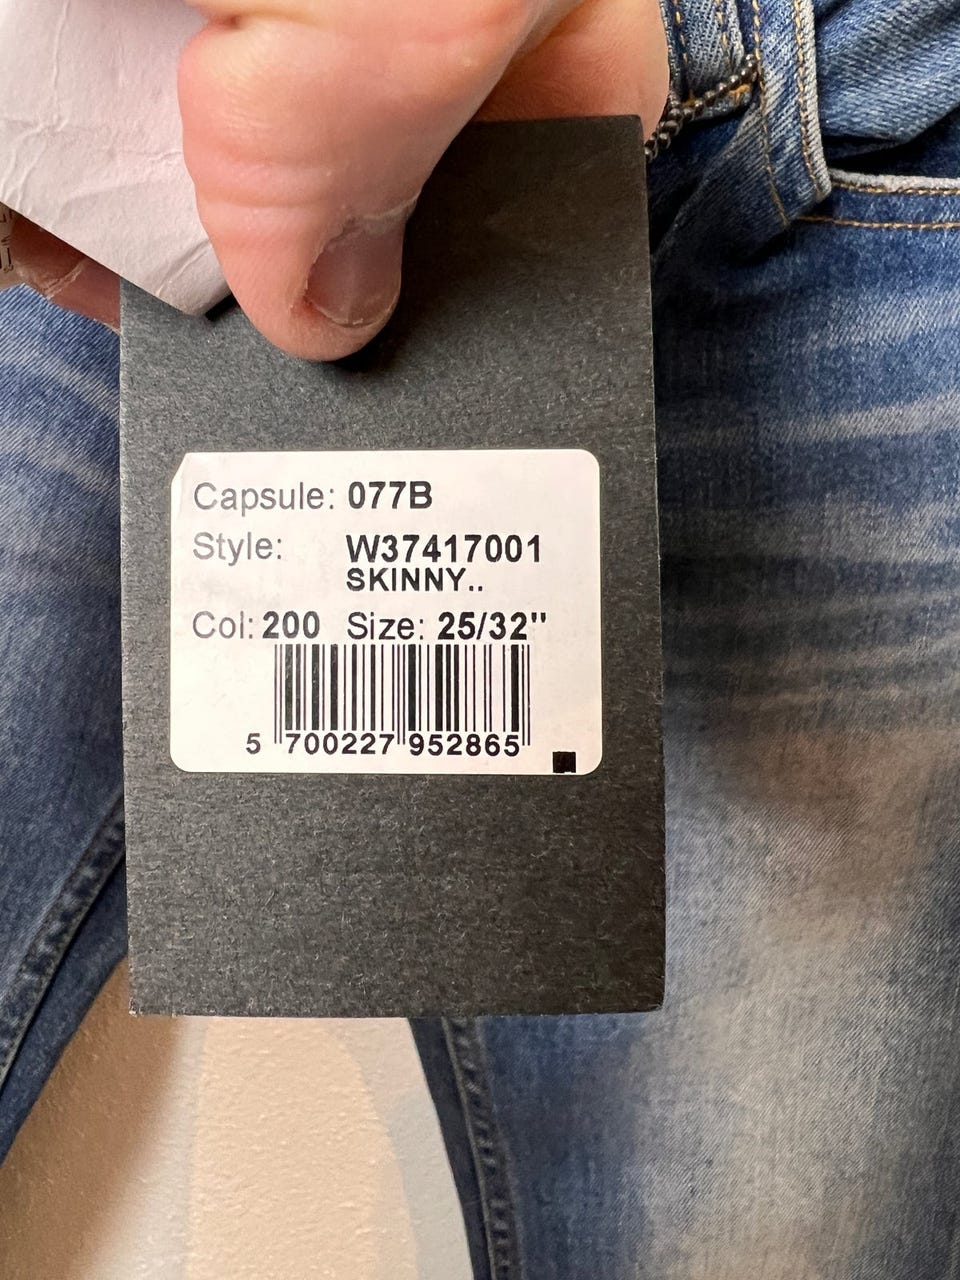 Capsule: 077B
Style: W37417001
SKINNY..
Col: 200 Size: 25/32"
5 700227 952865